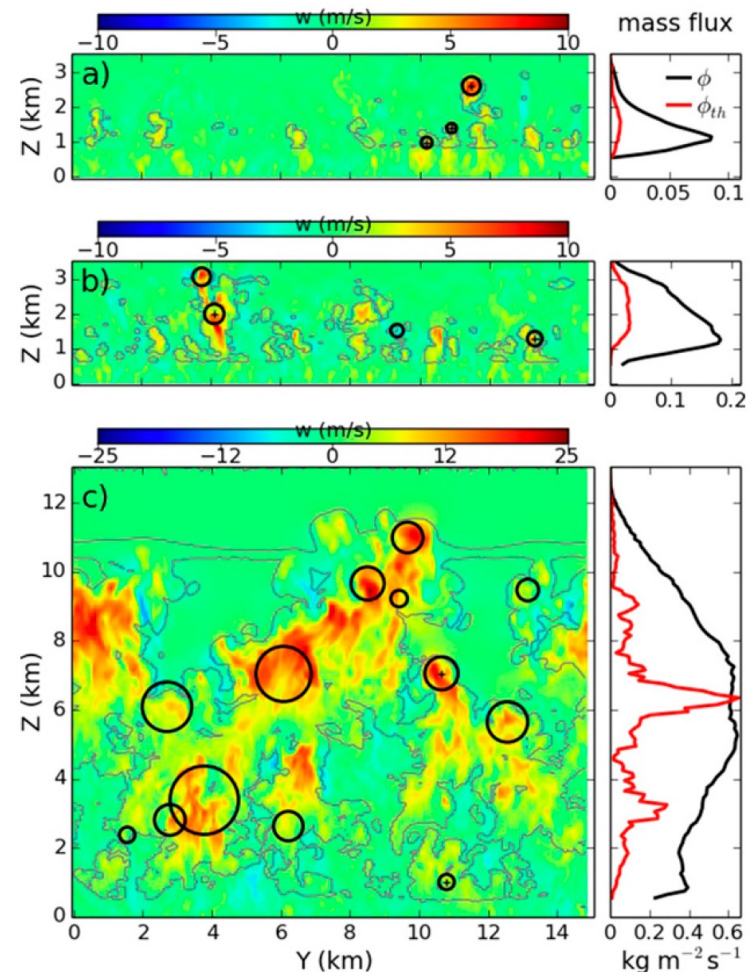 w (m/s)
mass flux
−10 −5 0 5 10
a)
Z (km)
3
2
1
0
ϕ
ϕth
0 0.05 0.1
w (m/s)
−10 −5 0 5 10
b)
Z (km)
3
2
1
0
0 0.1 0.2
w (m/s)
−25 −12 0 12 25
c)
Z (km)
12
10
8
6
4
2
0
0 2 4 6 8 10 12 14
Y (km)
0 0.2 0.4 0.6
kg m−2 s−1